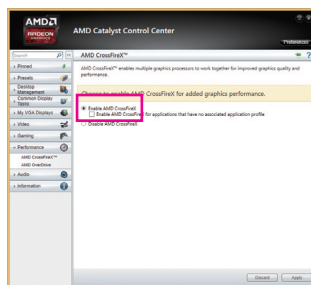 AMD
RADEON
GRAPHICS
AMD Catalyst Control Center
Preferences
Search
AMD CrossFireX™
?
Pinned
AMD CrossFireX™ enables multiple graphics processors to work together for improved graphics quality and
performance.
Presets
Desktop
Management
Choose to enable AMD CrossFireX for added graphics performance.
Common Display
Tasks
Enable AMD CrossFireX
My VGA Displays
Enable AMD CrossFireX for applications that have no associated application profile
Video
Disable AMD CrossFireX
Gaming
Performance
AMD CrossFireX™
AMD OverDrive
Audio
Information
Discard
Apply